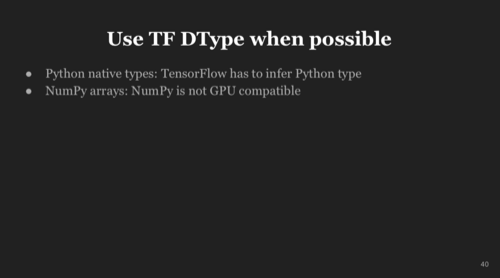 Use TF DType when possible
● Python native types: TensorFlow has to infer Python type
● NumPy arrays: NumPy is not GPU compatible
40